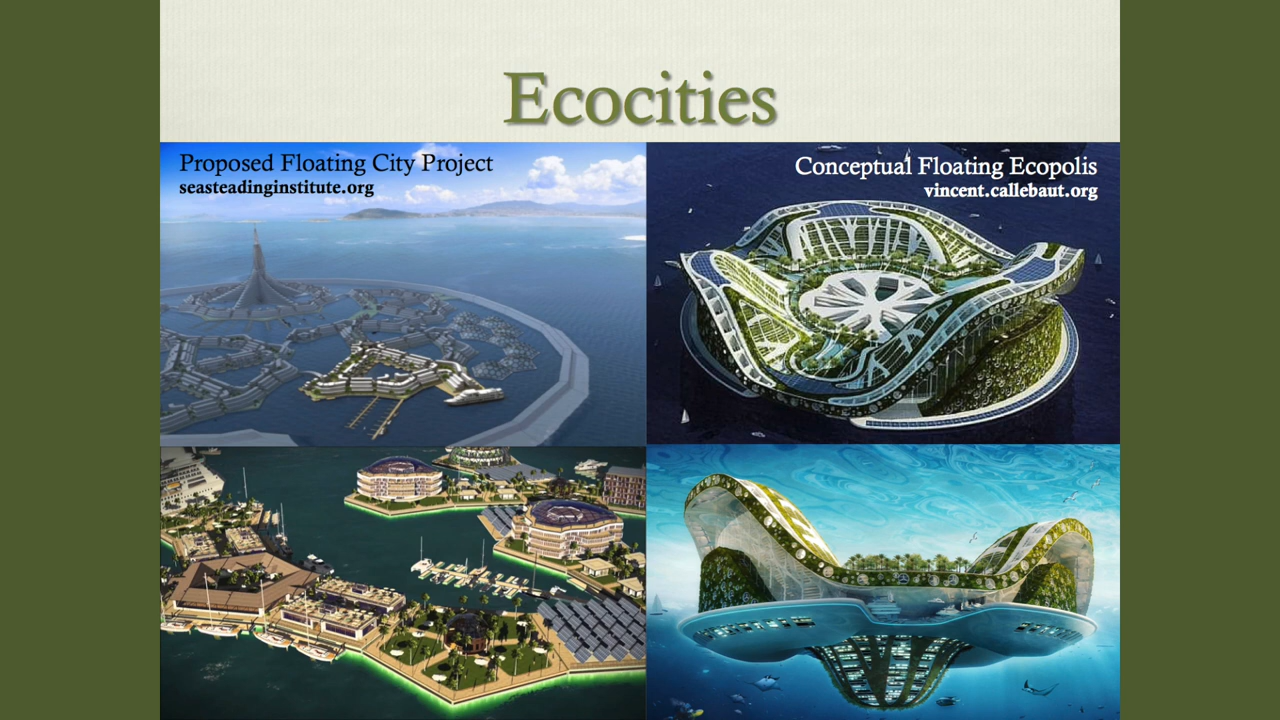 Ecocities
Proposed Floating City Project
seasteadinginstitute.org
Conceptual Floating Ecopolis
vincent.callebaut.org